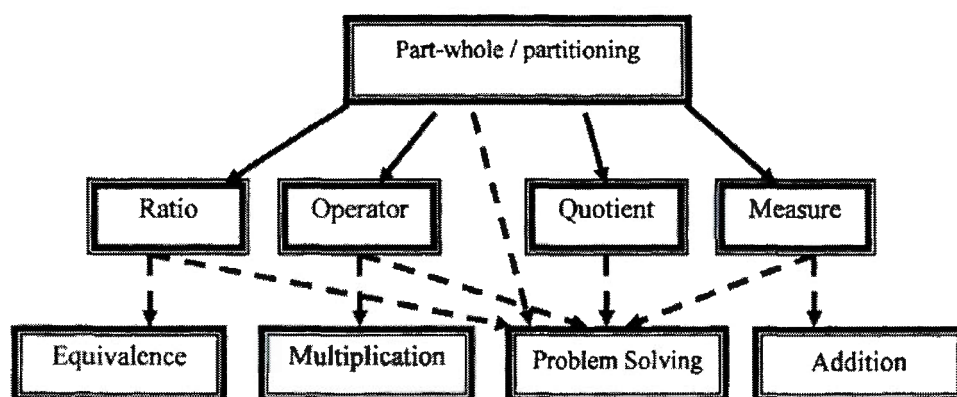 Part-whole / partitioning
Ratio
Operator
Quotient
Measure
Equivalence
Multiplication
Problem Solving
Addition